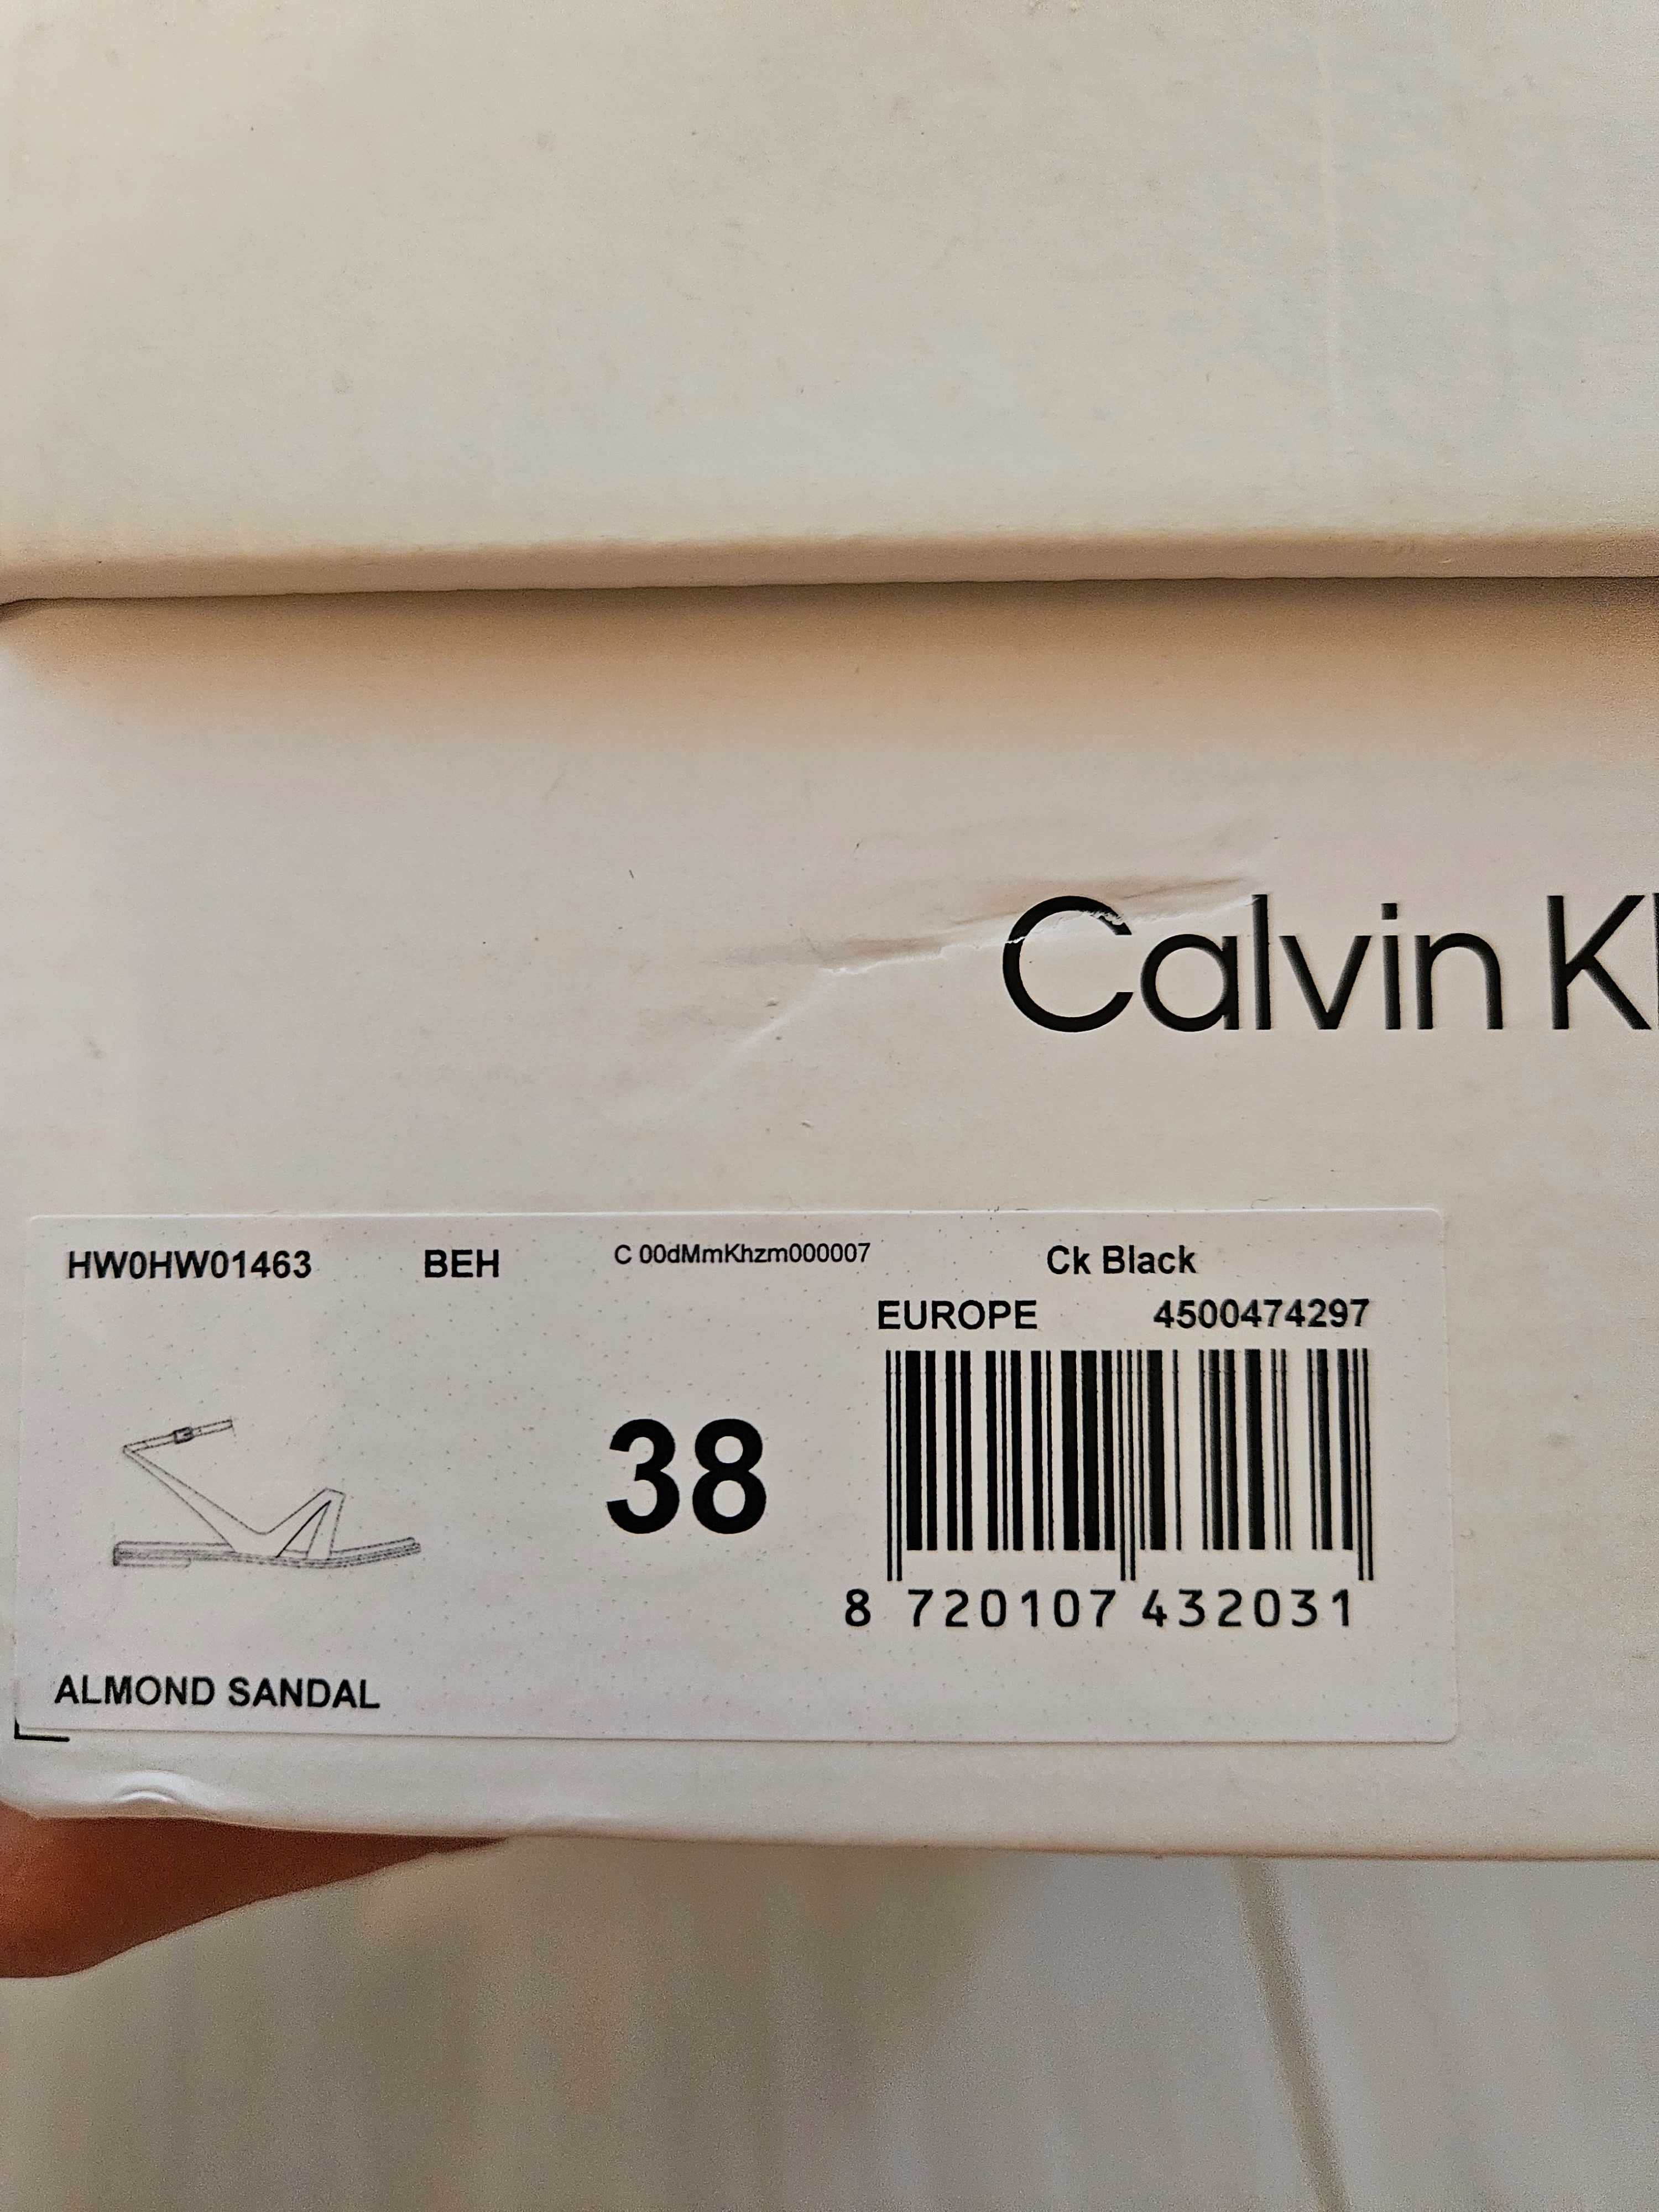 Calvin Kl
HW0HW01463 BEH C 00dMmKhzm000007 Ck Black
EUROPE 4500474297
38
8 720107 432031
ALMOND SANDAL